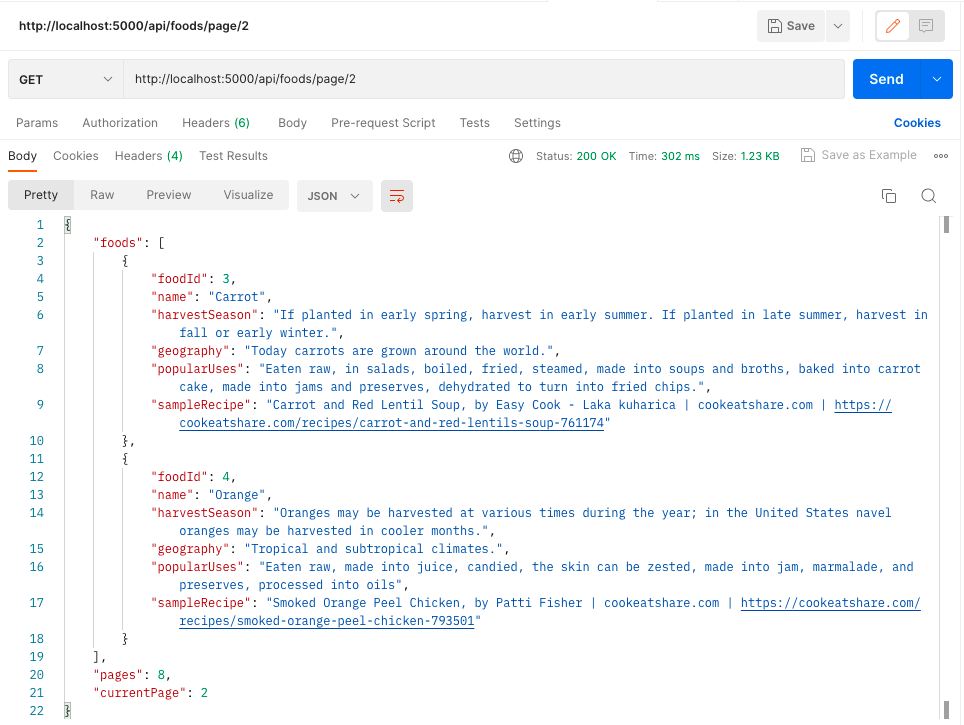 http://localhost:5000/api/foods/page/2
Save
GET
http://localhost:5000/api/foods/page/2
Send
Params Authorization Headers (6) Body Pre-request Script Tests Settings Cookies
Body Cookies Headers (4) Test Results Status: 200 OK Time: 302 ms Size: 1.23 KB Save as Example
Pretty Raw Preview Visualize JSON
1 {
2 "foods": [
3 {
4 "foodId": 3,
5 "name": "Carrot",
6 "harvestSeason": "If planted in early spring, harvest in early summer. If planted in late summer, harvest in
fall or early winter.",
7 "geography": "Today carrots are grown around the world.",
8 "popularUses": "Eaten raw, in salads, boiled, fried, steamed, made into soups and broths, baked into carrot
cake, made into jams and preserves, dehydrated to turn into fried chips.",
9 "sampleRecipe": "Carrot and Red Lentil Soup, by Easy Cook - Laka kuharica | cookeatshare.com | https://
cookeatshare.com/recipes/carrot-and-red-lentils-soup-761174"
10 },
11 {
12 "foodId": 4,
13 "name": "Orange",
14 "harvestSeason": "Oranges may be harvested at various times during the year; in the United States navel
oranges may be harvested in cooler months.",
15 "geography": "Tropical and subtropical climates.",
16 "popularUses": "Eaten raw, made into juice, candied, the skin can be zested, made into jam, marmalade, and
preserves, processed into oils",
17 "sampleRecipe": "Smoked Orange Peel Chicken, by Patti Fisher | cookeatshare.com | https://cookeatshare.com/
recipes/smoked-orange-peel-chicken-793501"
18 }
19 ],
20 "pages": 8,
21 "currentPage": 2
22 }